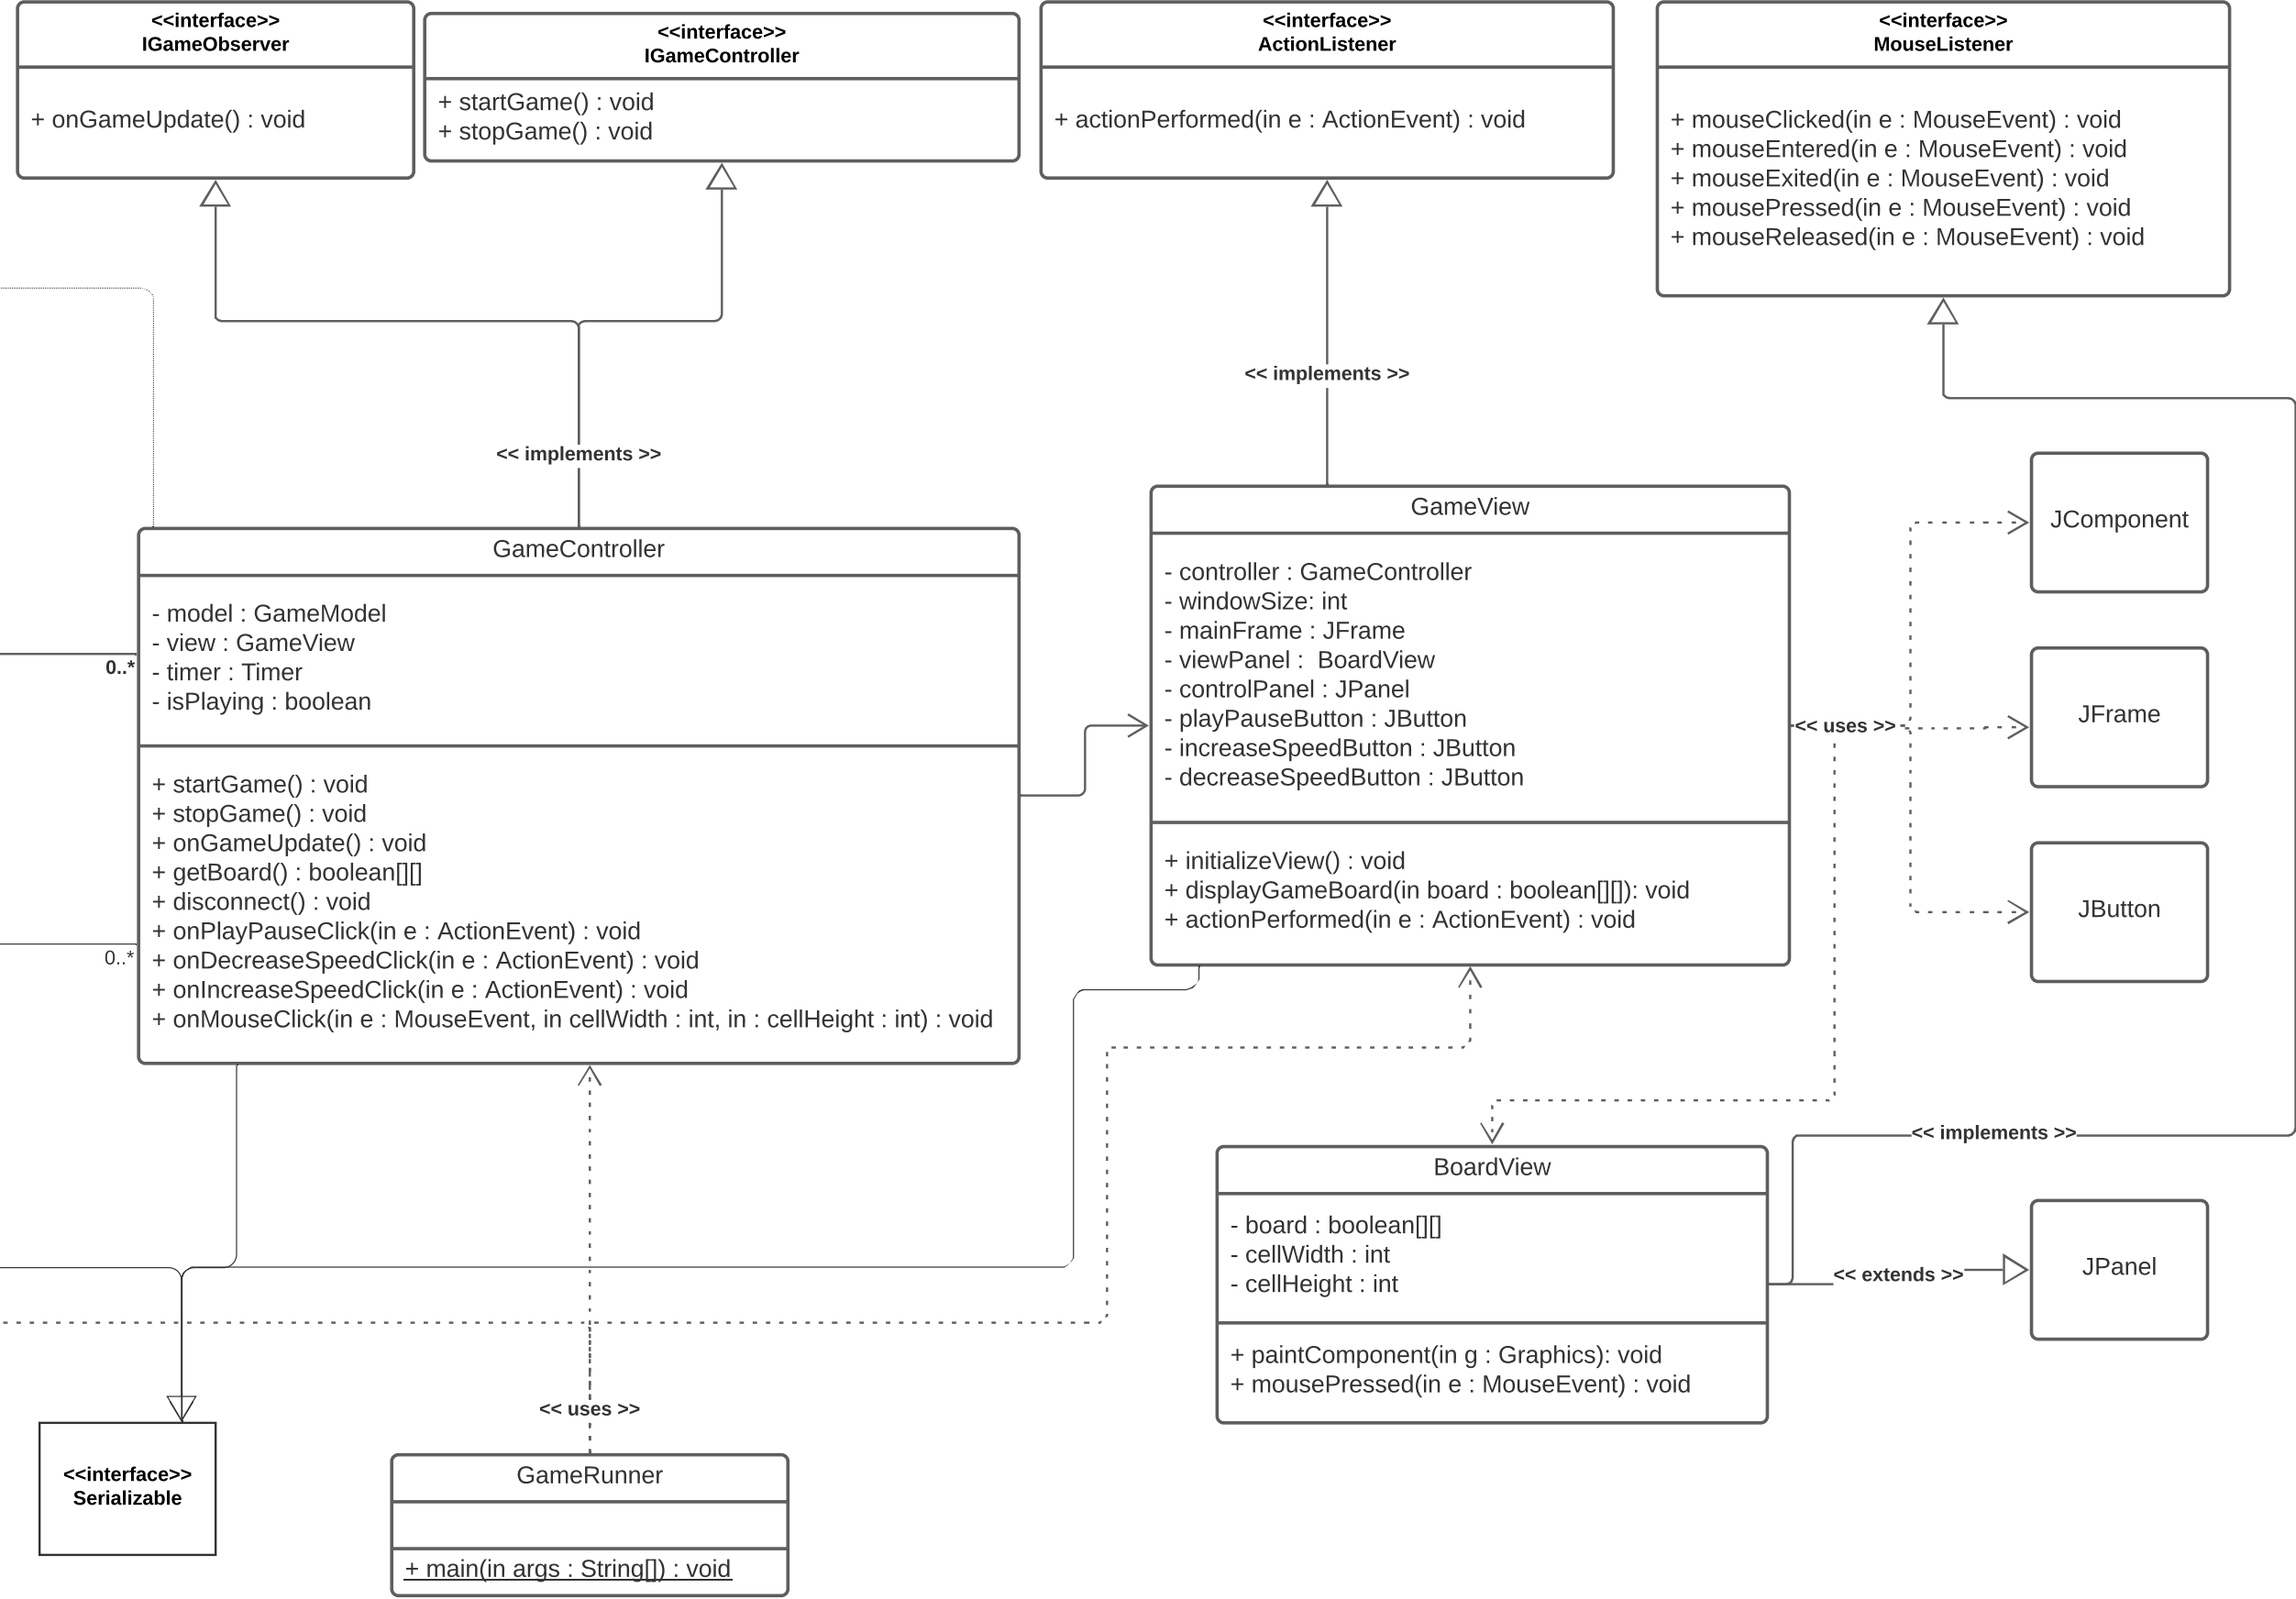 <<interface>>
IGameObserver
+ onGameUpdate() : void
<<interface>>
IGameController
+ startGame() : void
+ stopGame() : void
<<interface>>
ActionListener
+ actionPerformed(in e : ActionEvent) : void
<<interface>>
MouseListener
+ mouseClicked(in e : MouseEvent) : void
+ mouseEntered(in e : MouseEvent) : void
+ mouseExited(in e : MouseEvent) : void
+ mousePressed(in e : MouseEvent) : void
+ mouseReleased(in e : MouseEvent) : void
<< implements >>
<< implements >>
GameController
- model : GameModel
- view : GameView
- timer : Timer
- isPlaying : boolean
+ startGame() : void
+ stopGame() : void
+ onGameUpdate() : void
+ getBoard() : boolean[][]
+ disconnect() : void
+ onPlayPauseClick(in e : ActionEvent) : void
+ onDecreaseSpeedClick(in e : ActionEvent) : void
+ onIncreaseSpeedClick(in e : ActionEvent) : void
+ onMouseClick(in e : MouseEvent, in cellWidth : int, in : cellHeight : int) : void
0..*
0..*
GameView
- controller : GameController
- windowSize: int
- mainFrame : JFrame
- viewPanel :  BoardView
- controlPanel : JPanel
- playPauseButton : JButton
- increaseSpeedButton : JButton
- decreaseSpeedButton : JButton
+ initializeView() : void
+ displayGameBoard(in board : boolean[][]): void
+ actionPerformed(in e : ActionEvent) : void
<< uses >>
JComponent
JFrame
JButton
<< implements >>
BoardView
- board : boolean[][]
- cellWidth : int
- cellHeight : int
+ paintComponent(in g : Graphics): void
+ mousePressed(in e : MouseEvent) : void
<< extends >>
JPanel
<< uses >>
<<interface>>
Serializable
GameRunner
+ main(in args : String[]) : void